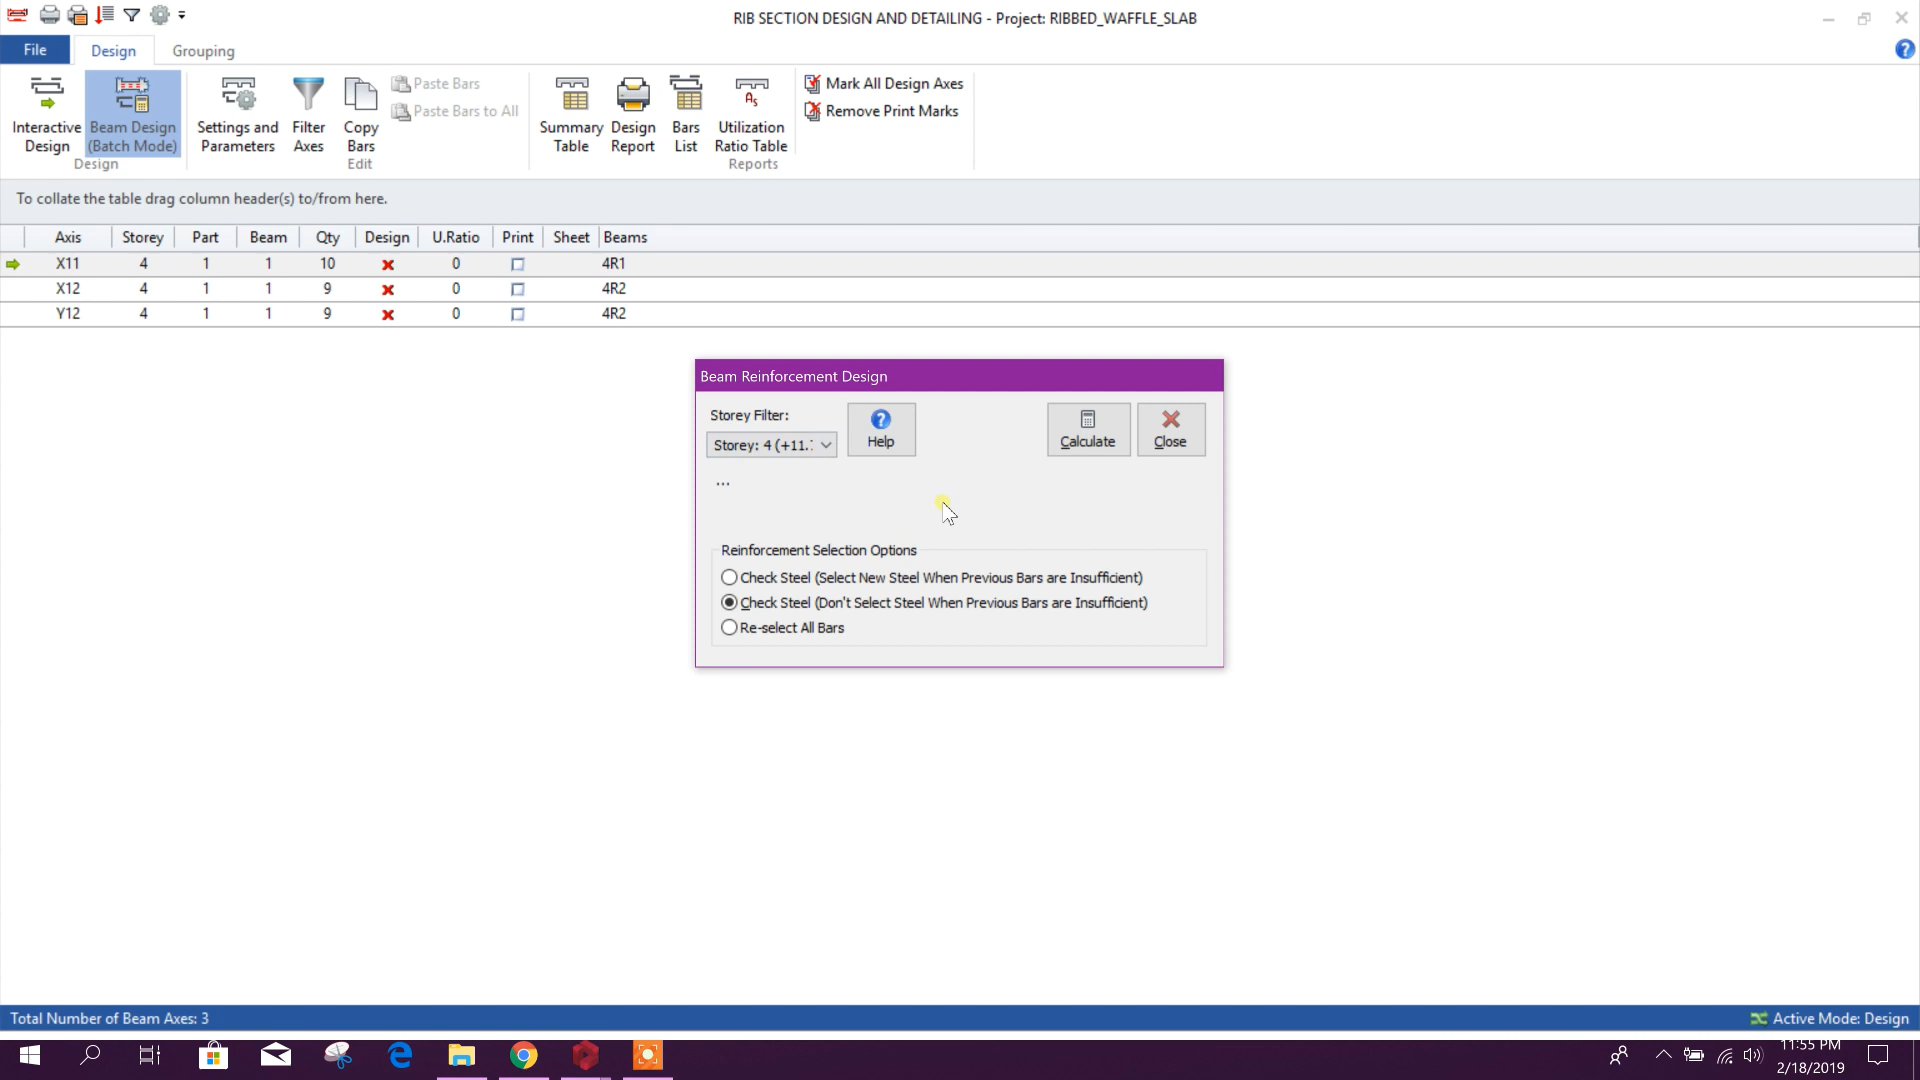 RIB SECTION DESIGN AND DETAILING - Project: RIBBED_WAFFLE_SLAB
File Design Grouping
Interactive Design
Beam Design (Batch Mode)
Settings and Parameters
Filter Axes
Copy Bars
Paste Bars
Paste Bars to All
Summary Table
Design Report
Bars List
Utilization Ratio Table
Mark All Design Axes
Remove Print Marks
Design Edit Reports
To collate the table drag column header(s) to/from here.
Axis Storey Part Beam Qty Design U.Ratio Print Sheet Beams
X11 4 1 1 10 0 4R1
X12 4 1 1 9 0 4R2
Y12 4 1 1 9 0 4R2
Beam Reinforcement Design
Storey Filter:
Storey: 4 (+11.
Help
Calculate
Close
...
Reinforcement Selection Options
Check Steel (Select New Steel When Previous Bars are Insufficient)
Check Steel (Don't Select Steel When Previous Bars are Insufficient)
Re-select All Bars
Total Number of Beam Axes: 3
Active Mode: Design
11:55 PM
2/18/2019